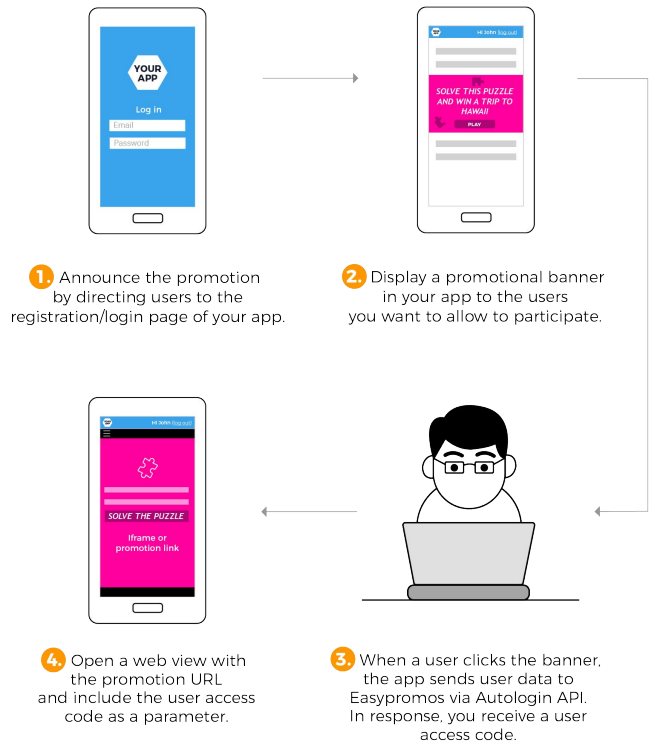 YOUR
APP
Log in
Email
Password
YOUR
APP
Hi John (log out)
SOLVE THIS PUZZLE
AND WIN A TRIP TO
HAWAII
PLAY
1. Announce the promotion
by directing users to the
registration/login page of your app.
2. Display a promotional banner
in your app to the users
you want to allow to participate.
YOUR
APP
Hi John (log out)
SOLVE THE PUZZLE
Iframe or
promotion link
4. Open a web view with
the promotion URL
and include the user access
code as a parameter.
3. When a user clicks the banner,
the app sends user data to
Easypromos via Autologin API.
In response, you receive a user
access code.